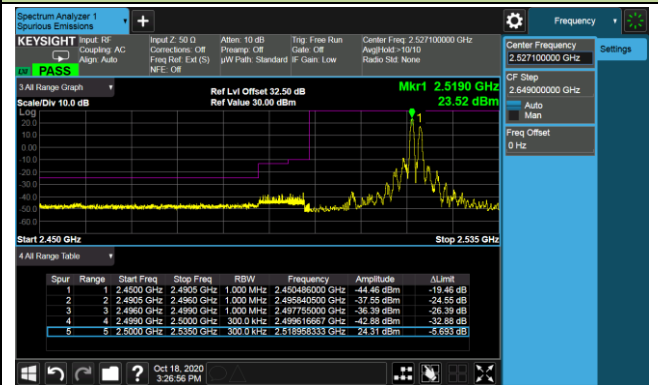 Spectrum Analyzer 1
Spurious Emissions
Frequency
KEYSIGHT
Input: RF
Coupling: AC
Align: Auto
Input Z: 50 Ω
Corrections: Off
Freq Ref: Ext (S)
NFE: Off
Atten: 10 dB
Preamp: Off
µW Path: Standard
Trig: Free Run
Gate: Off
IF Gain: Low
Center Freq: 2.527100000 GHz
Avg|Hold:>10/10
Radio Std: None
LXI
PASS
Center Frequency
2.527100000 GHz
Settings
CF Step
2.649000000 GHz
Auto
Man
Freq Offset
0 Hz
3 All Range Graph
Ref Lvl Offset 32.50 dB
Mkr1 2.5190 GHz
Scale/Div 10.0 dB
Ref Value 30.00 dBm
23.52 dBm
Log
20.0
10.0
0.00
-10.0
-20.0
-30.0
-40.0
-50.0
-60.0
1
Start 2.450 GHz
Stop 2.535 GHz
4 All Range Table
Spur Range Start Freq Stop Freq RBW Frequency Amplitude ΔLimit
1 1 2.4500 GHz 2.4905 GHz 1.000 MHz 2.450486000 GHz -44.46 dBm -19.46 dB
2 2 2.4905 GHz 2.4960 GHz 1.000 MHz 2.495840500 GHz -37.55 dBm -24.55 dB
3 3 2.4960 GHz 2.4990 GHz 1.000 MHz 2.497755000 GHz -36.39 dBm -26.39 dB
4 4 2.4990 GHz 2.5000 GHz 300.0 kHz 2.499616667 GHz -42.88 dBm -32.88 dB
5 5 2.5000 GHz 2.5350 GHz 300.0 kHz 2.518958333 GHz 24.31 dBm -5.693 dB
?
Oct 18, 2020
3:26:56 PM